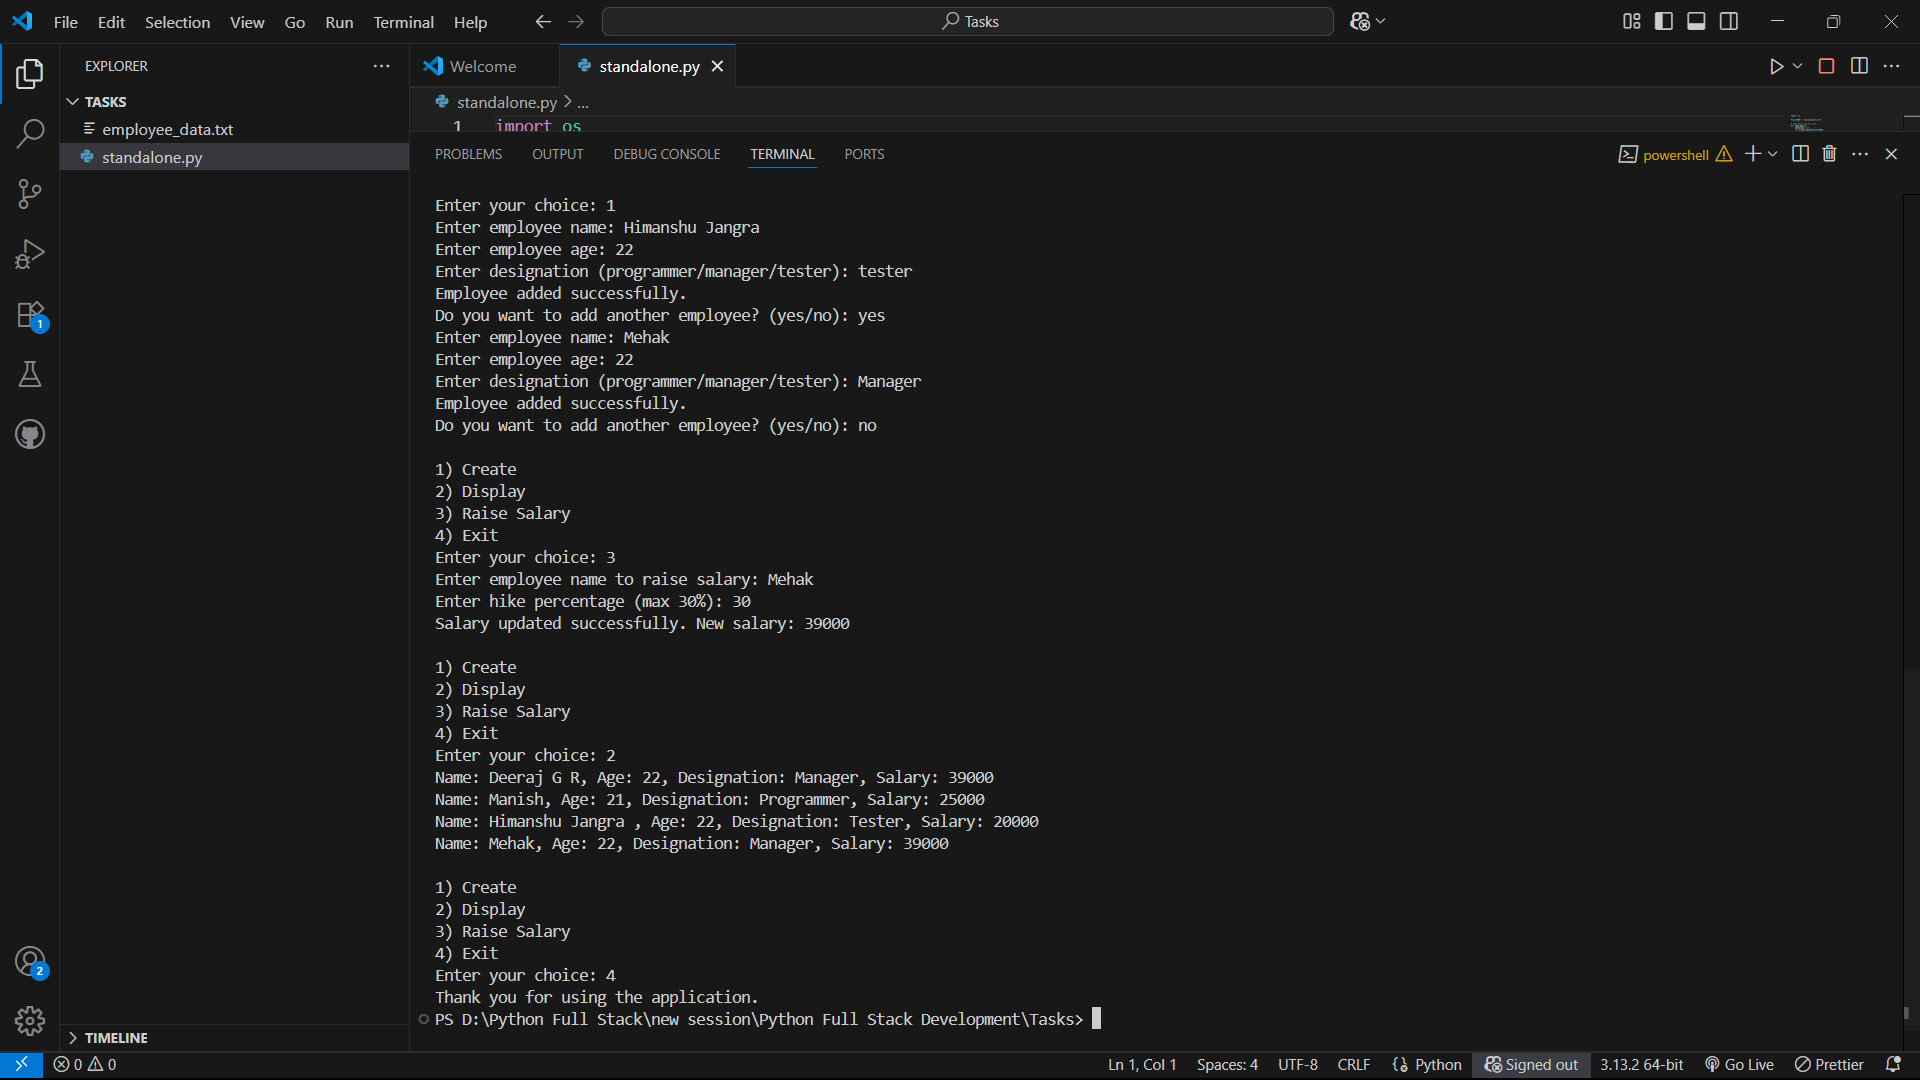 File Edit Selection View Go Run Terminal Help Tasks
EXPLORER
TASKS
employee_data.txt
standalone.py
Welcome standalone.py
standalone.py > ...
1 import os
PROBLEMS OUTPUT DEBUG CONSOLE TERMINAL PORTS powershell
Enter your choice: 1
Enter employee name: Himanshu Jangra
Enter employee age: 22
Enter designation (programmer/manager/tester): tester
Employee added successfully.
Do you want to add another employee? (yes/no): yes
Enter employee name: Mehak
Enter employee age: 22
Enter designation (programmer/manager/tester): Manager
Employee added successfully.
Do you want to add another employee? (yes/no): no
1) Create
2) Display
3) Raise Salary
4) Exit
Enter your choice: 3
Enter employee name to raise salary: Mehak
Enter hike percentage (max 30%): 30
Salary updated successfully. New salary: 39000
1) Create
2) Display
3) Raise Salary
4) Exit
Enter your choice: 2
Name: Deeraj G R, Age: 22, Designation: Manager, Salary: 39000
Name: Manish, Age: 21, Designation: Programmer, Salary: 25000
Name: Himanshu Jangra , Age: 22, Designation: Tester, Salary: 20000
Name: Mehak, Age: 22, Designation: Manager, Salary: 39000
1) Create
2) Display
3) Raise Salary
4) Exit
Enter your choice: 4
Thank you for using the application.
PS D:\Python Full Stack\new session\Python Full Stack Development\Tasks>
1
2
TIMELINE
0 0 Ln 1, Col 1 Spaces: 4 UTF-8 CRLF {} Python Signed out 3.13.2 64-bit Go Live Prettier